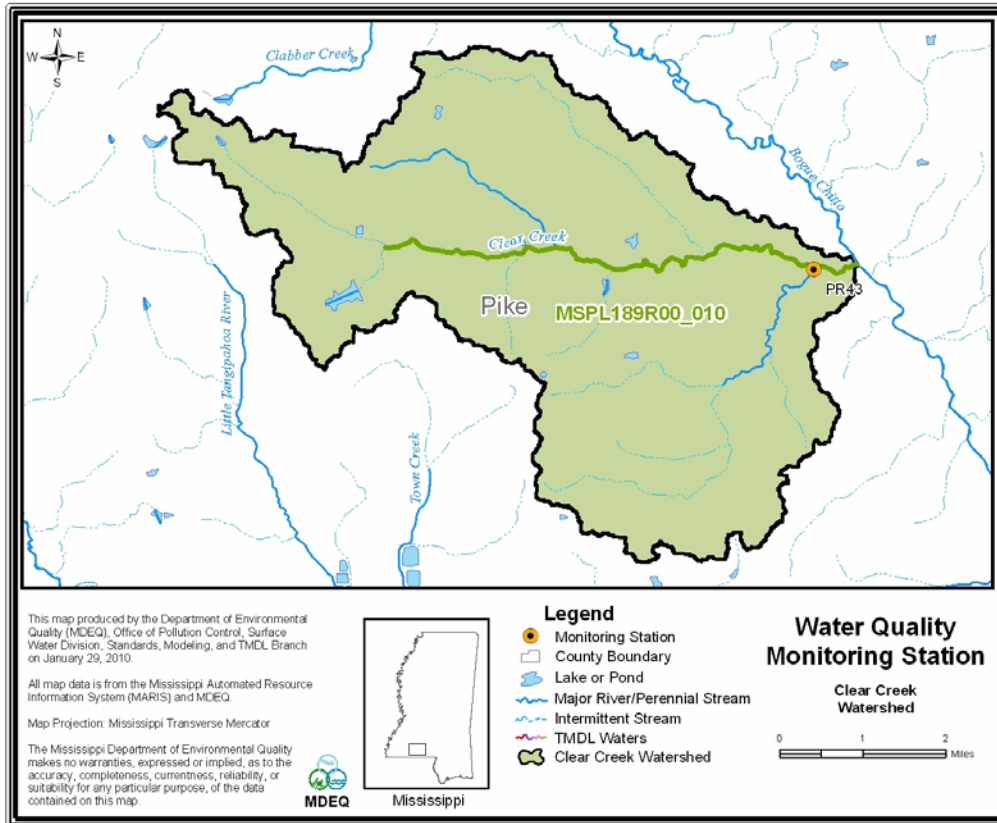 N
W E
S
Clabber Creek
Bogue Chitto
Clear Creek
PR43
Pike
MSPL189R00_010
Little Tangipahoa River
Town Creek
This map produced by the Department of Environmental
Quality (MDEQ), Office of Pollution Control, Surface
Water Division, Standards, Modeling, and TMDL Branch
on January 29, 2010.
All map data is from the Mississippi Automated Resource
Information System (MARIS) and MDEQ.
Map Projection: Mississippi Transverse Mercator
The Mississippi Department of Environmental Quality
makes no warranties, expressed or implied, as to the
accuracy, completeness, currentness, reliability, or
suitability for any particular purpose, of the data
contained on this map.
MDEQ
Mississippi
Legend
Monitoring Station
County Boundary
Lake or Pond
Major River/Perennial Stream
Intermittent Stream
TMDL Waters
Clear Creek Watershed
Water Quality
Monitoring Station
Clear Creek
Watershed
0 1 2
Miles